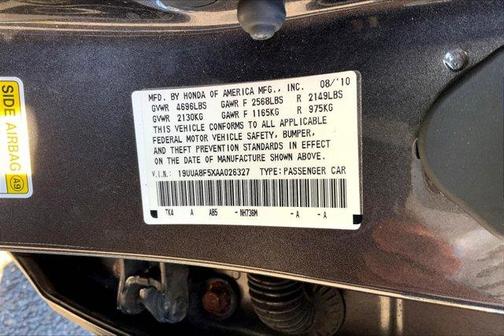 MFD. BY HONDA OF AMERICA MFG., INC. 08/'10
GVWR 4696LBS GAWR F 2568LBS R 2149LBS
GVWR 2130KG GAWR F 1165KG R 975KG
THIS VEHICLE CONFORMS TO ALL APPLICABLE
FEDERAL MOTOR VEHICLE SAFETY, BUMPER,
AND THEFT PREVENTION STANDARDS IN EFFECT
ON THE DATE OF MANUFACTURE SHOWN ABOVE.
V.I.N.: 19UUA8F5XAA026327 TYPE: PASSENGER CAR
TK4 A AB5 - NH736M - A - A
SIDE AIRBAG
A9